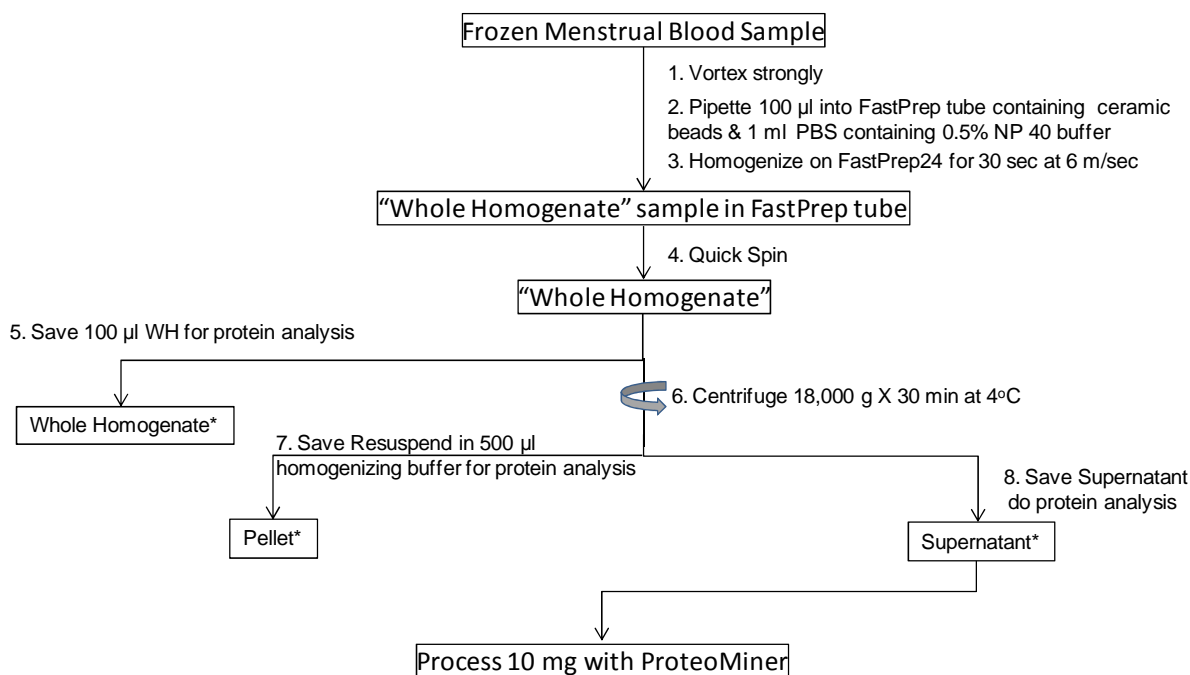 Frozen Menstrual Blood Sample
1. Vortex strongly
2. Pipette 100 µl into FastPrep tube containing ceramic
beads & 1 ml PBS containing 0.5% NP 40 buffer
3. Homogenize on FastPrep24 for 30 sec at 6 m/sec
“Whole Homogenate” sample in FastPrep tube
4. Quick Spin
“Whole Homogenate”
5. Save 100 µl WH for protein analysis
6. Centrifuge 18,000 g X 30 min at 4ºC
Whole Homogenate*
7. Save Resuspend in 500 µl
homogenizing buffer for protein analysis
8. Save Supernatant
do protein analysis
Pellet*
Supernatant*
Process 10 mg with ProteoMiner